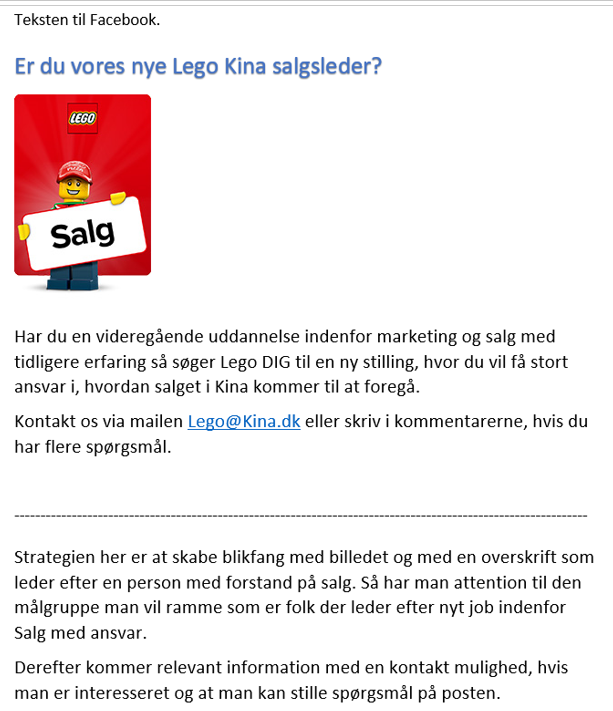 Teksten til Facebook.
Er du vores nye Lego Kina salgsleder?
LEGO
Salg
Har du en videregående uddannelse indenfor marketing og salg med
tidligere erfaring så søger Lego DIG til en ny stilling, hvor du vil få stort
ansvar i, hvordan salget i Kina kommer til at foregå.
Kontakt os via mailen Lego@Kina.dk eller skriv i kommentarerne, hvis du
har flere spørgsmål.
--------------------------------------------------------------------------------------------------------------
Strategien her er at skabe blikfang med billedet og med en overskrift som
leder efter en person med forstand på salg. Så har man attention til den
målgruppe man vil ramme som er folk der leder efter nyt job indenfor
Salg med ansvar.
Derefter kommer relevant information med en kontakt mulighed, hvis
man er interesseret og at man kan stille spørgsmål på posten.